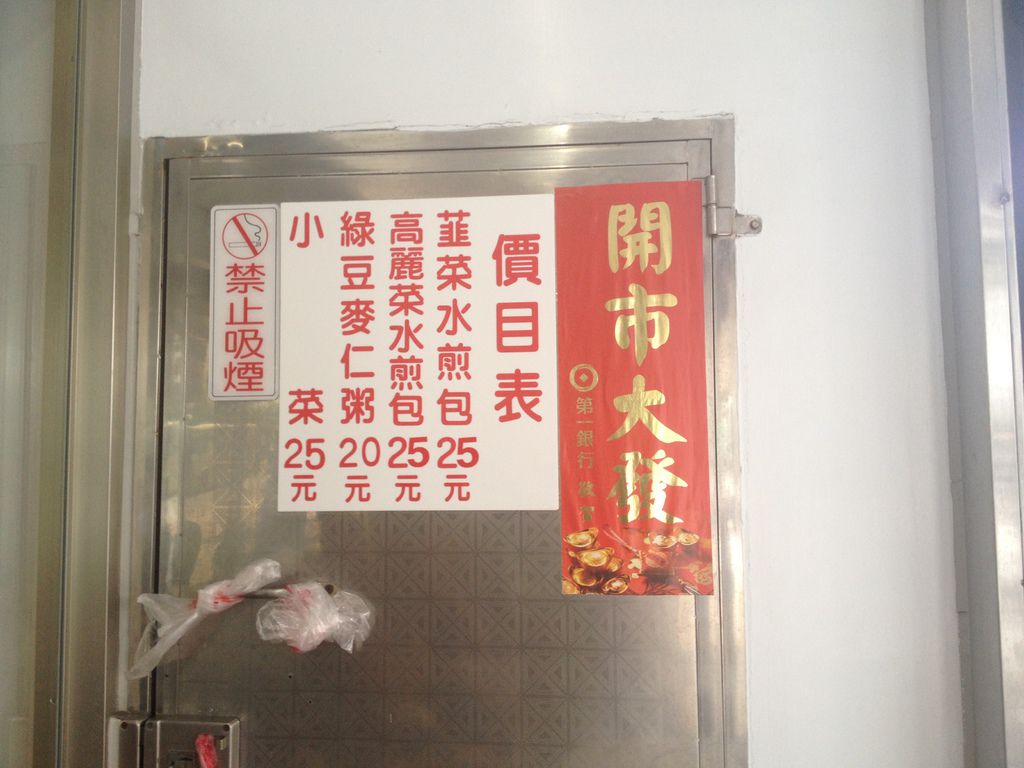 開市大發
第一銀行 敬賀
價目表
韮菜水煎包25元
高麗菜水煎包25元
綠豆麥仁粥20元
小菜25元
禁止吸煙